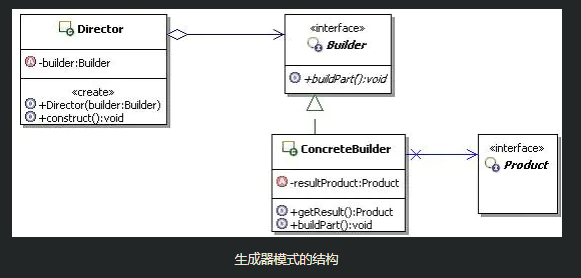 Director
-builder:Builder
«create»
+Director(builder:Builder)
+construct():void
«interface»
Builder
+buildPart():void
ConcreteBuilder
-resultProduct:Product
+getResult():Product
+buildPart():void
«interface»
Product
生成器模式的结构